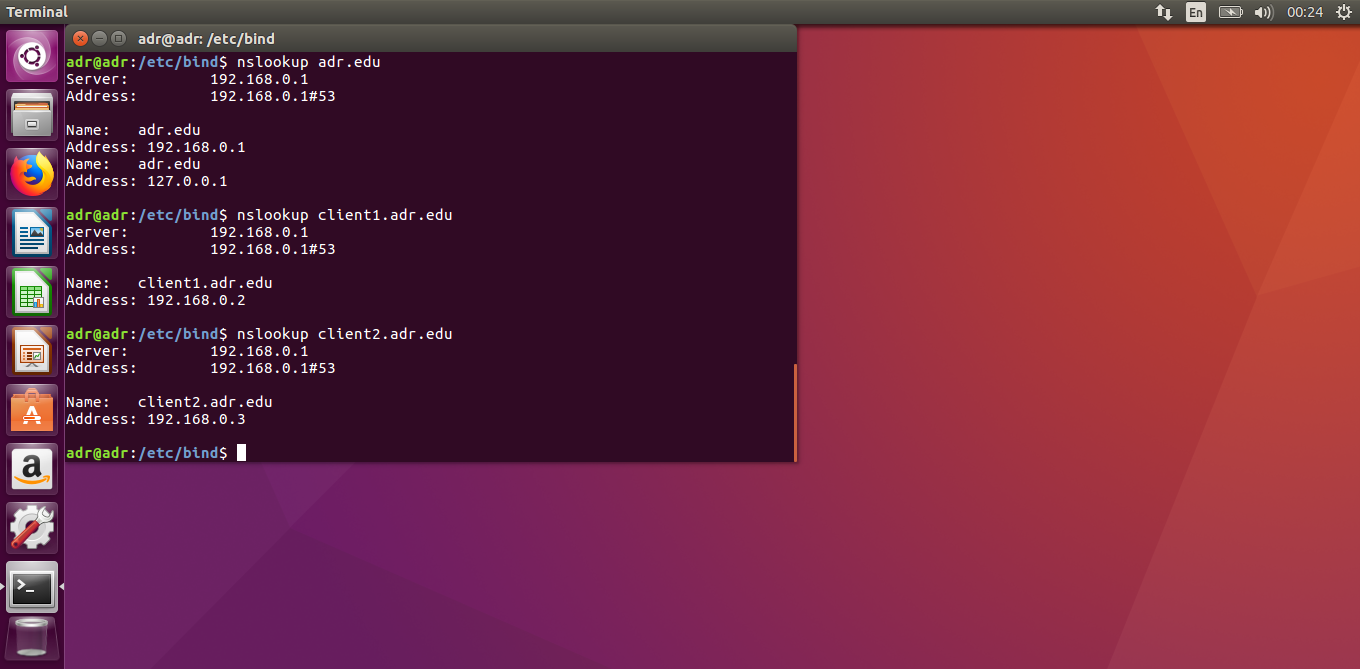 Terminal
En
00:24
adr@adr: /etc/bind
adr@adr:/etc/bind$ nslookup adr.edu
Server:         192.168.0.1
Address:        192.168.0.1#53
Name:   adr.edu
Address: 192.168.0.1
Name:   adr.edu
Address: 127.0.0.1
adr@adr:/etc/bind$ nslookup client1.adr.edu
Server:         192.168.0.1
Address:        192.168.0.1#53
Name:   client1.adr.edu
Address: 192.168.0.2
adr@adr:/etc/bind$ nslookup client2.adr.edu
Server:         192.168.0.1
Address:        192.168.0.1#53
Name:   client2.adr.edu
Address: 192.168.0.3
adr@adr:/etc/bind$